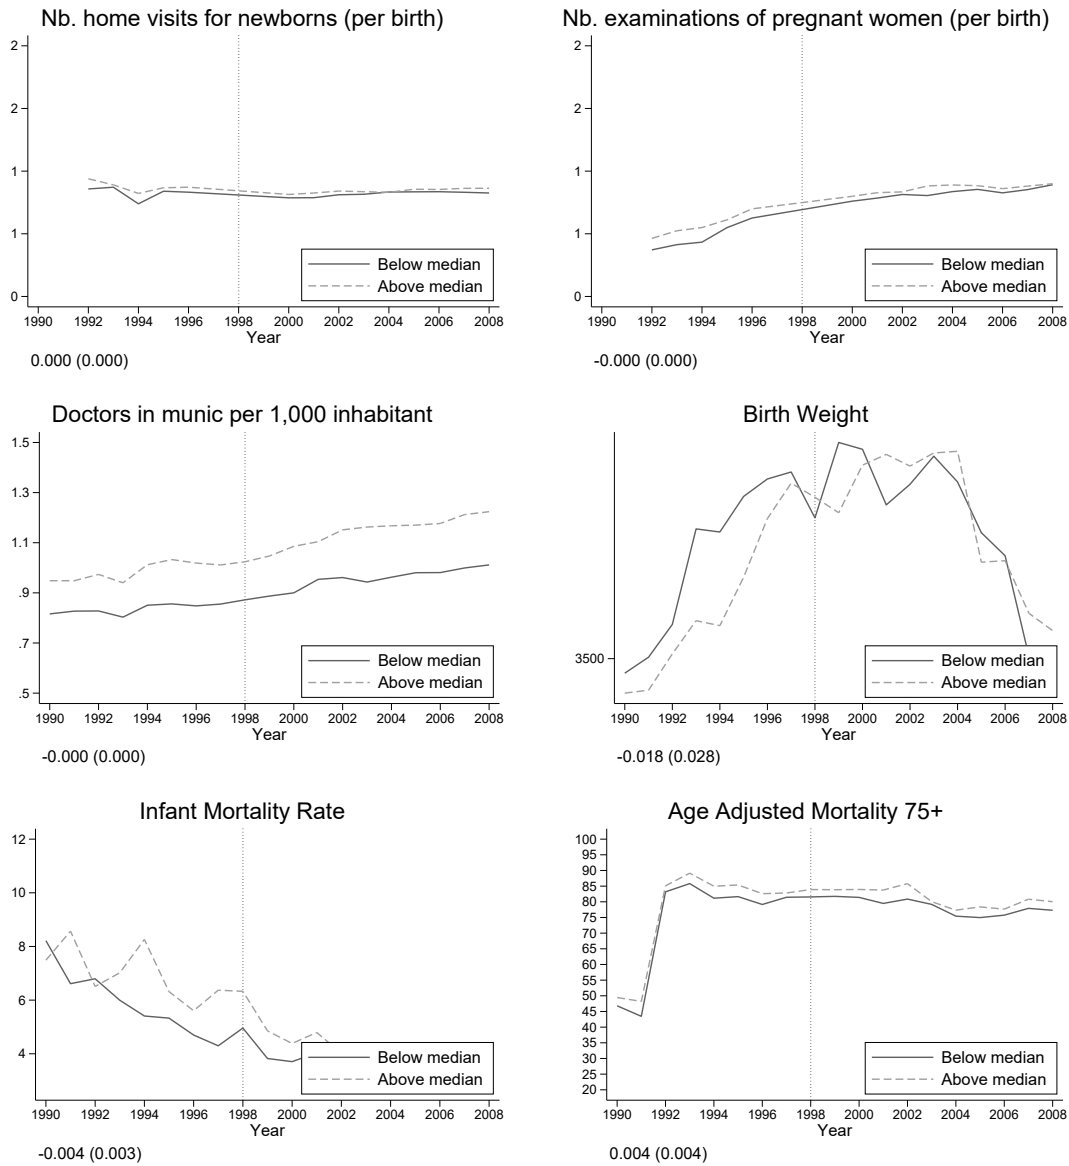 Nb. home visits for newborns (per birth)
2
2
1
1
0
Below median
Above median
1990 1992 1994 1996 1998 2000 2002 2004 2006 2008
Year
0.000 (0.000)
Nb. examinations of pregnant women (per birth)
2
2
1
1
0
Below median
Above median
1990 1992 1994 1996 1998 2000 2002 2004 2006 2008
Year
-0.000 (0.000)
Doctors in munic per 1,000 inhabitant
1.5
1.3
1.1
.9
.7
.5
Below median
Above median
1990 1992 1994 1996 1998 2000 2002 2004 2006 2008
Year
-0.000 (0.000)
Birth Weight
3500
Below median
Above median
1990 1992 1994 1996 1998 2000 2002 2004 2006 2008
Year
-0.018 (0.028)
Infant Mortality Rate
12
10
8
6
4
Below median
Above median
1990 1992 1994 1996 1998 2000 2002 2004 2006 2008
Year
-0.004 (0.003)
Age Adjusted Mortality 75+
100
95
90
85
80
75
70
65
60
55
50
45
40
35
30
25
20
Below median
Above median
1990 1992 1994 1996 1998 2000 2002 2004 2006 2008
Year
0.004 (0.004)